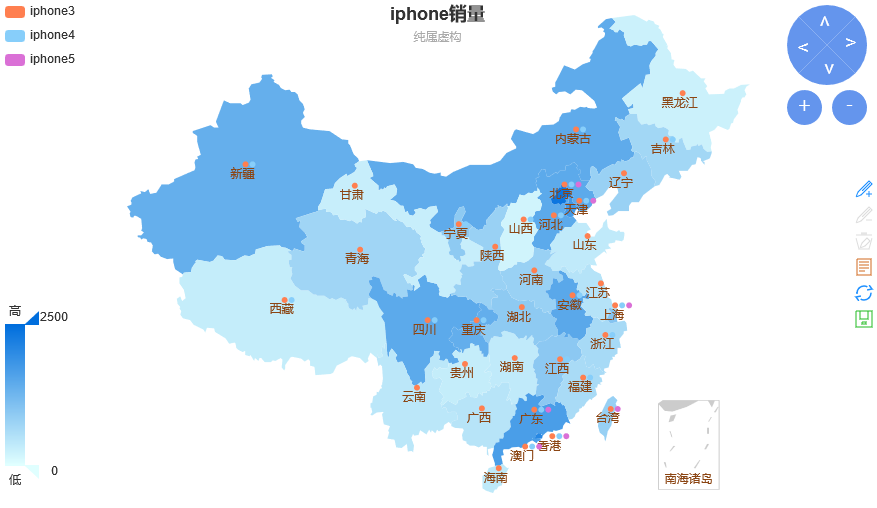 iphone销量
纯属虚构
iphone3
iphone4
iphone5
+
-
黑龙江
内蒙古
吉林
新疆
辽宁
甘肃
北京
天津
宁夏
山西
河北
山东
青海
陕西
河南
西藏
安徽
江苏
上海
四川
重庆
湖北
浙江
贵州
湖南
江西
福建
云南
广西
广东
台湾
香港
澳门
海南
南海诸岛
高
2500
0
低